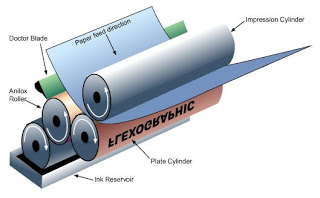 Impression Cylinder
Doctor Blade
Paper feed direction
Anilox
Roller
FLEXOGRAPHIC
Plate Cylinder
Ink Reservoir